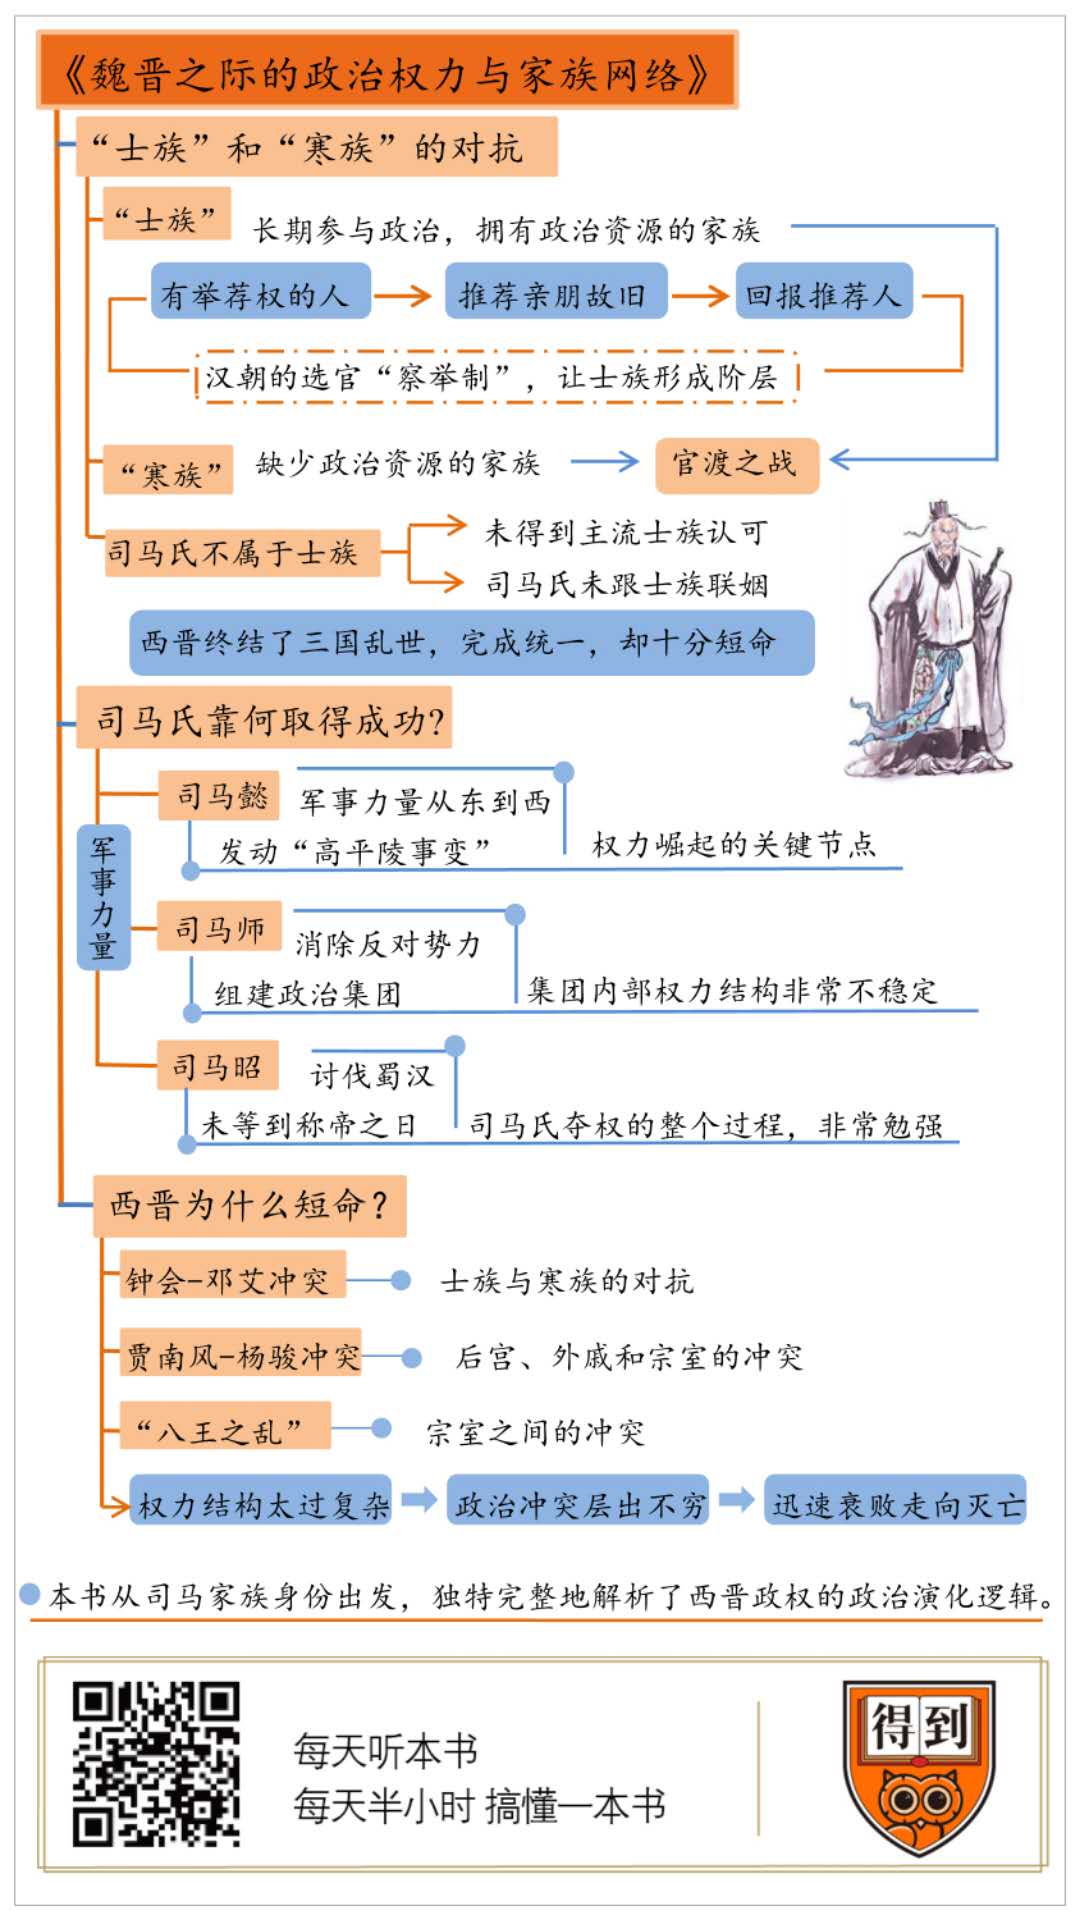 《魏晋之际的政治权力与家族网络》
“士族”和“寒族”的对抗
“士族”
长期参与政治，拥有政治资源的家族
有举荐权的人
推荐亲朋故旧
回报推荐人
汉朝的选官“察举制”，让士族形成阶层
“寒族”
缺少政治资源的家族
官渡之战
司马氏不属于士族
未得到主流士族认可
司马氏未跟士族联姻
西晋终结了三国乱世，完成统一，却十分短命
司马氏靠何取得成功?
军事力量
司马懿
军事力量从东到西
发动“高平陵事变”
权力崛起的关键节点
司马师
消除反对势力
组建政治集团
集团内部权力结构非常不稳定
司马昭
讨伐蜀汉
未等到称帝之日
司马氏夺权的整个过程，非常勉强
西晋为什么短命？
钟会-邓艾冲突
士族与寒族的对抗
贾南风-杨骏冲突
后宫、外戚和宗室的冲突
“八王之乱”
宗室之间的冲突
权力结构太过复杂
政治冲突层出不穷
迅速衰败走向灭亡
本书从司马家族身份出发，独特完整地解析了西晋政权的政治演化逻辑。
每天听本书
每天半小时 搞懂一本书
得到